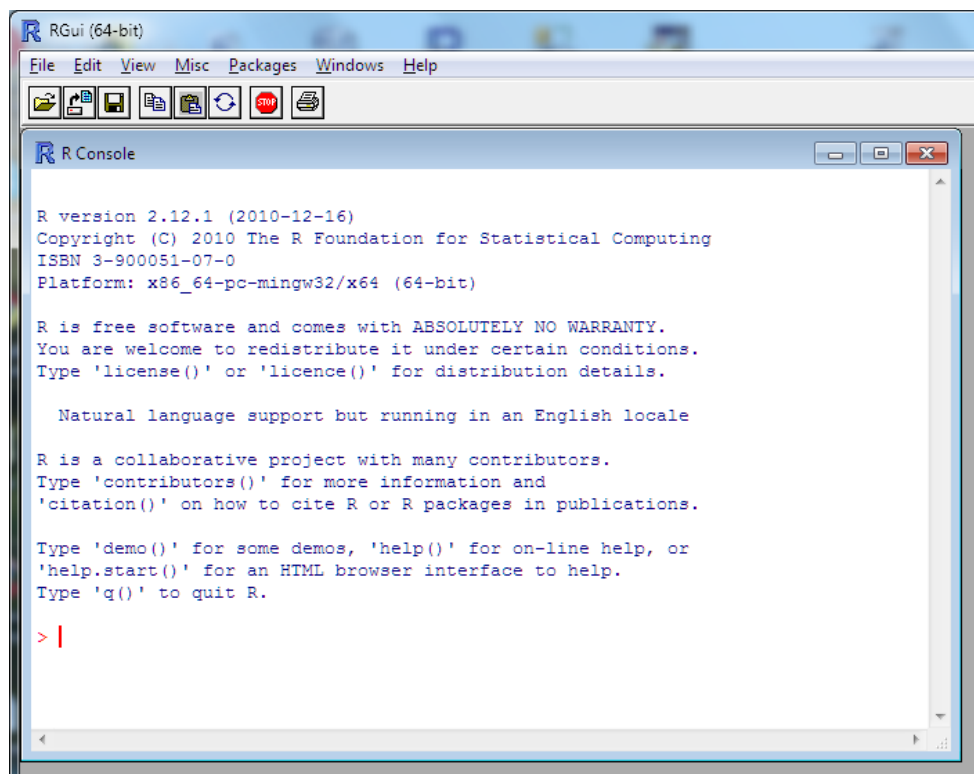 RGui (64-bit)
File Edit View Misc Packages Windows Help
STOP
R Console
R version 2.12.1 (2010-12-16)
Copyright (C) 2010 The R Foundation for Statistical Computing
ISBN 3-900051-07-0
Platform: x86_64-pc-mingw32/x64 (64-bit)
R is free software and comes with ABSOLUTELY NO WARRANTY.
You are welcome to redistribute it under certain conditions.
Type 'license()' or 'licence()' for distribution details.
Natural language support but running in an English locale
R is a collaborative project with many contributors.
Type 'contributors()' for more information and
'citation()' on how to cite R or R packages in publications.
Type 'demo()' for some demos, 'help()' for on-line help, or
'help.start()' for an HTML browser interface to help.
Type 'q()' to quit R.
>